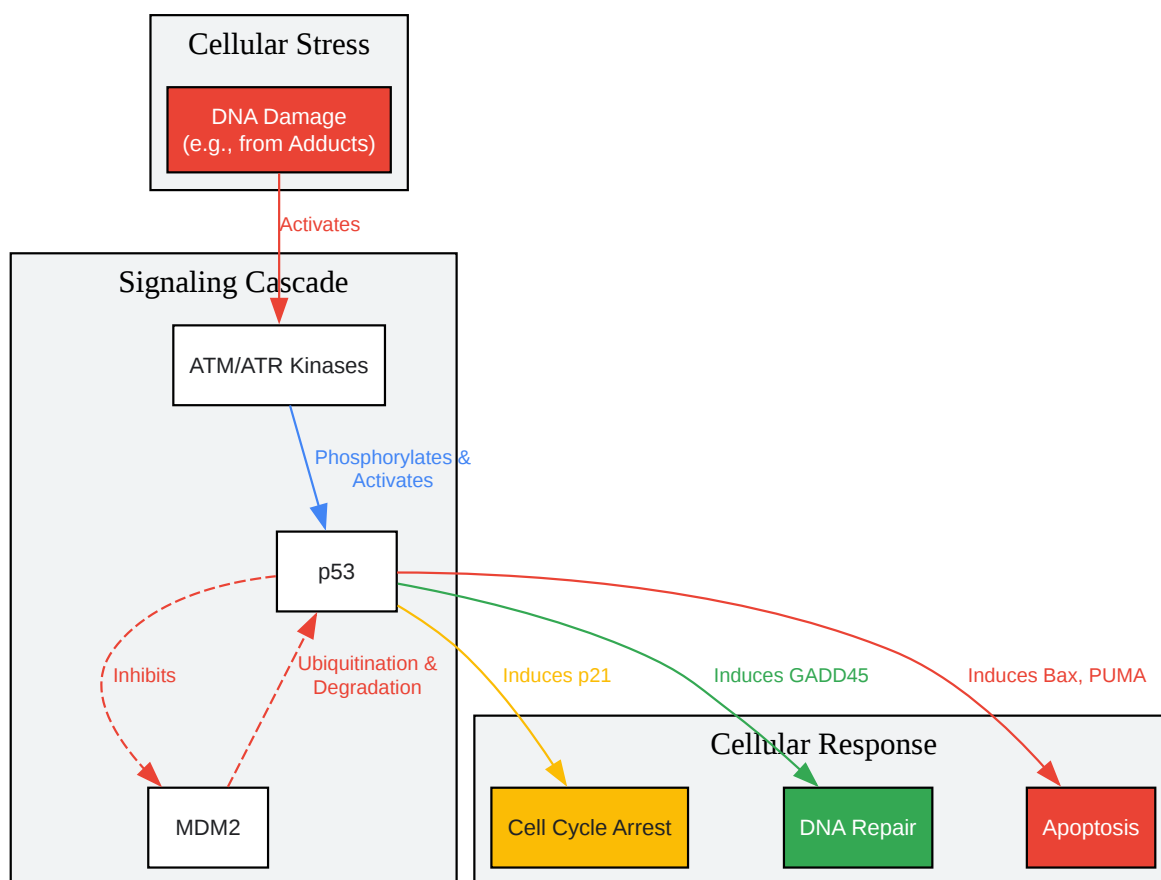 Cellular Stress
DNA Damage
(e.g., from Adducts)
Activates
Signaling Cascade
ATM/ATR Kinases
Phosphorylates &
Activates
p53
Inhibits
Ubiquitination &
Degradation
Induces p21
Induces GADD45
Induces Bax, PUMA
Cellular Response
MDM2
Cell Cycle Arrest
DNA Repair
Apoptosis